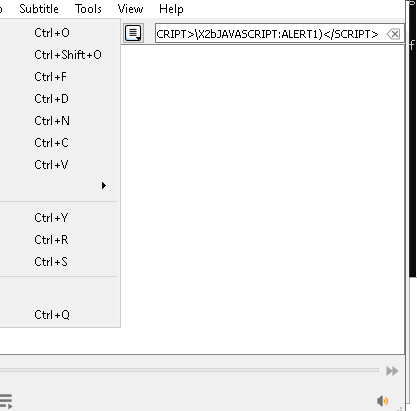 Subtitle Tools View Help
CRIPT>\X2bJAVASCRIPT:ALERT1)</SCRIPT>
Ctrl+O
Ctrl+Shift+O
Ctrl+F
Ctrl+D
Ctrl+N
Ctrl+C
Ctrl+V
Ctrl+Y
Ctrl+R
Ctrl+S
Ctrl+Q